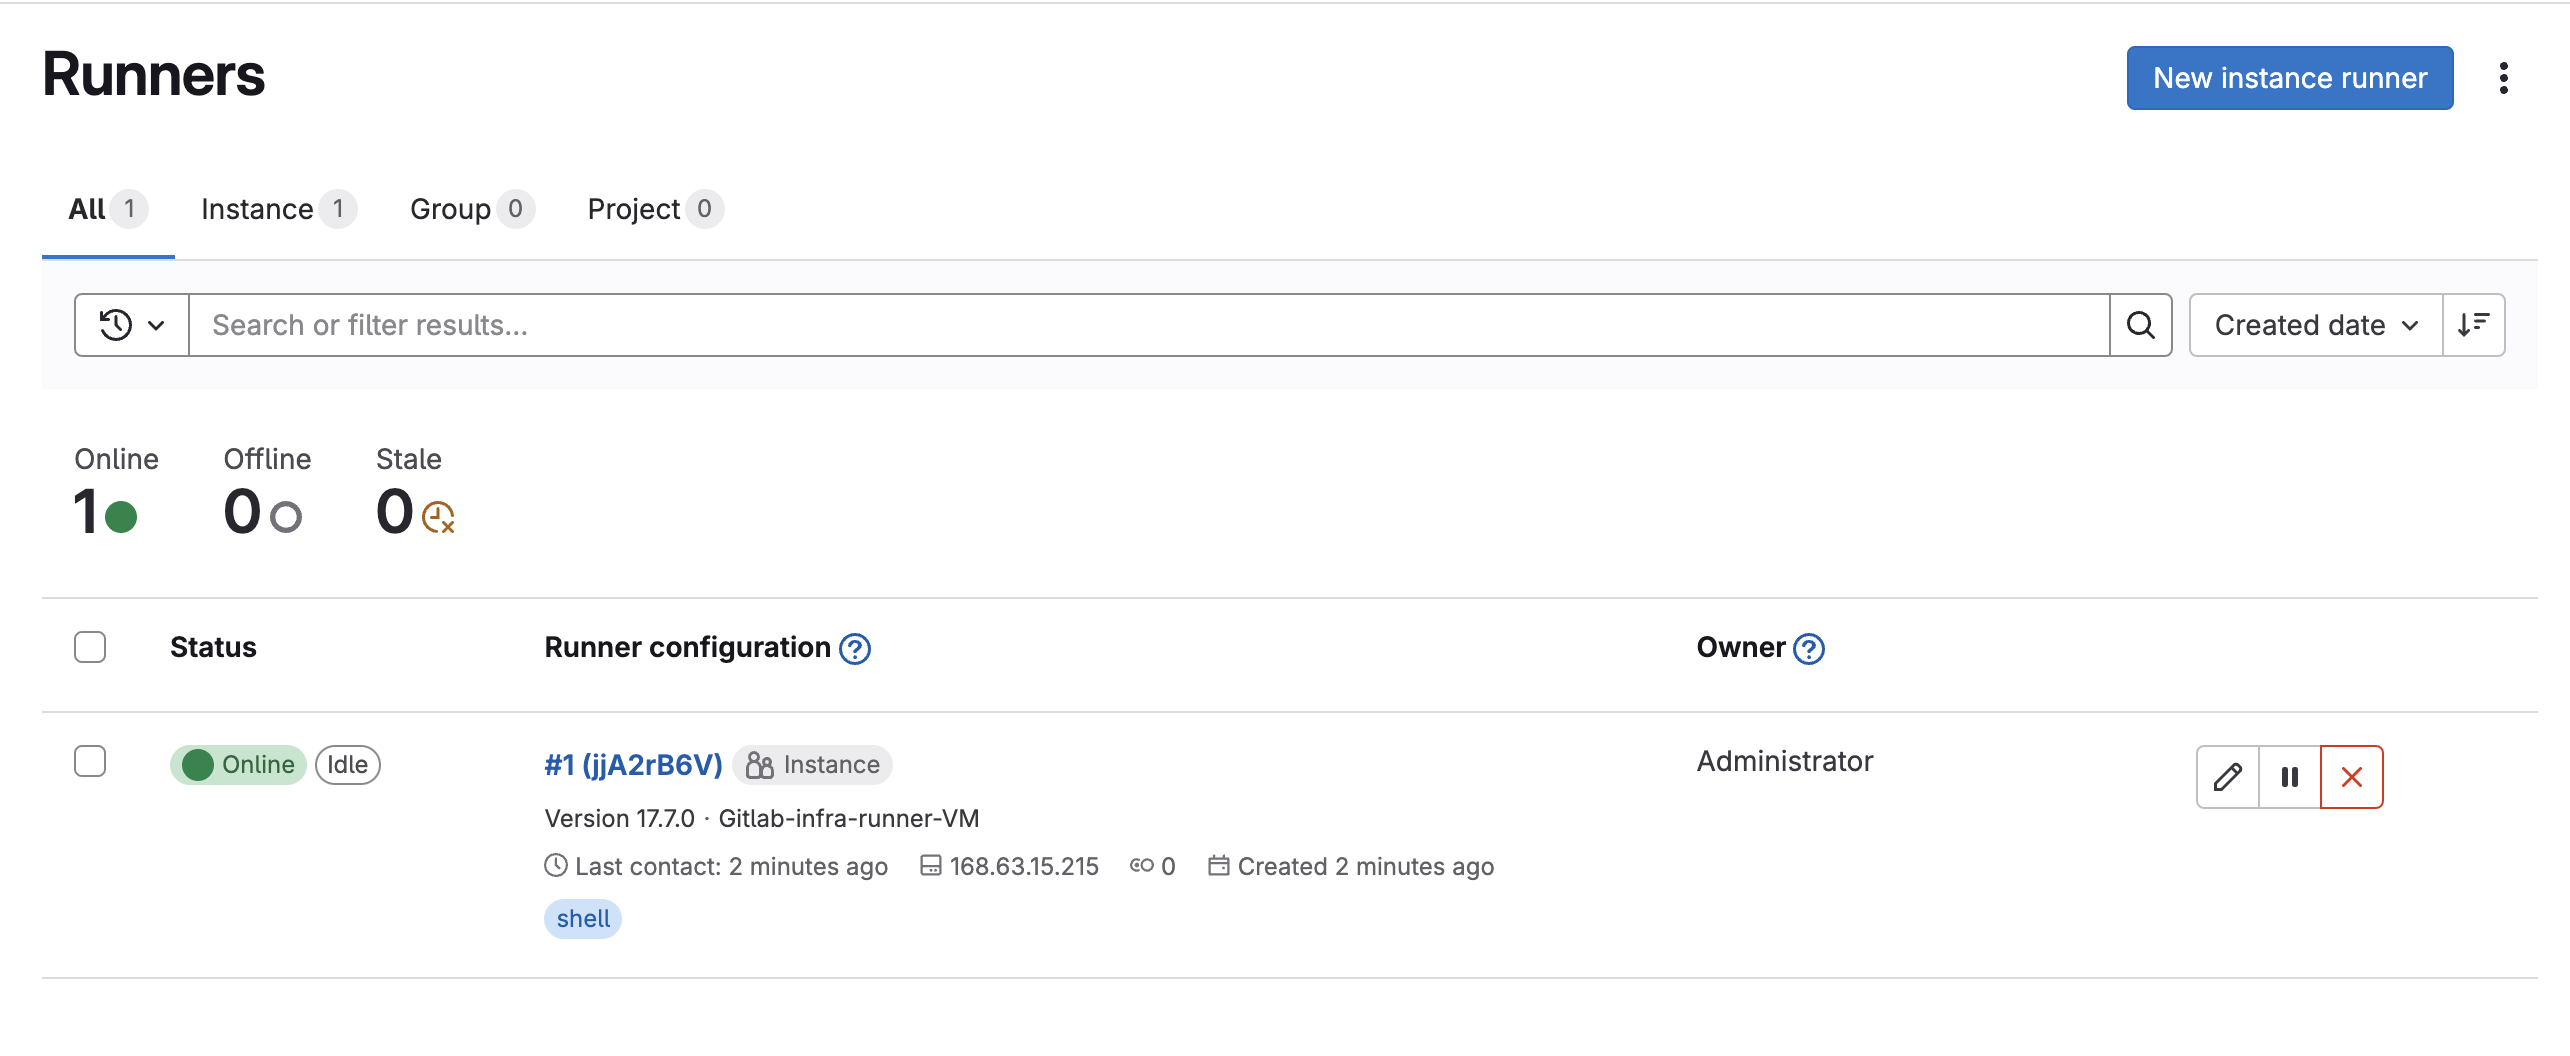 Runners
New instance runner
All 1 Instance 1 Group 0 Project 0
Search or filter results... Created date
Online Offline Stale
1 0 0
Status Runner configuration ? Owner ?
Online Idle #1 (jjA2rB6V) Instance Administrator
Version 17.7.0 · Gitlab-infra-runner-VM
Last contact: 2 minutes ago 168.63.15.215 0 Created 2 minutes ago
shell